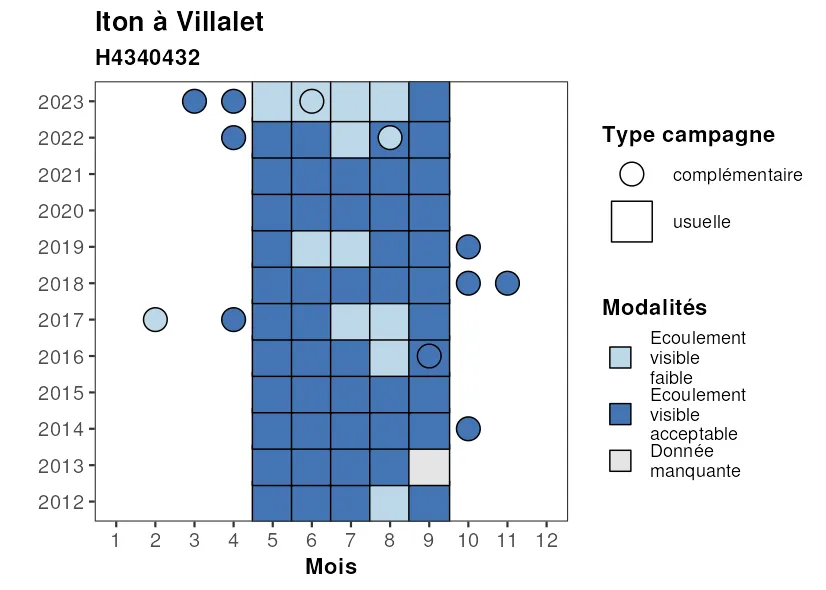 Iton à Villalet
H4340432
2023
2022
2021
2020
2019
2018
2017
2016
2015
2014
2013
2012
1 2 3 4 5 6 7 8 9 10 11 12
Mois
Type campagne
complémentaire
usuelle
Modalités
Ecoulement
visible
faible
Ecoulement
visible
acceptable
Donnée
manquante